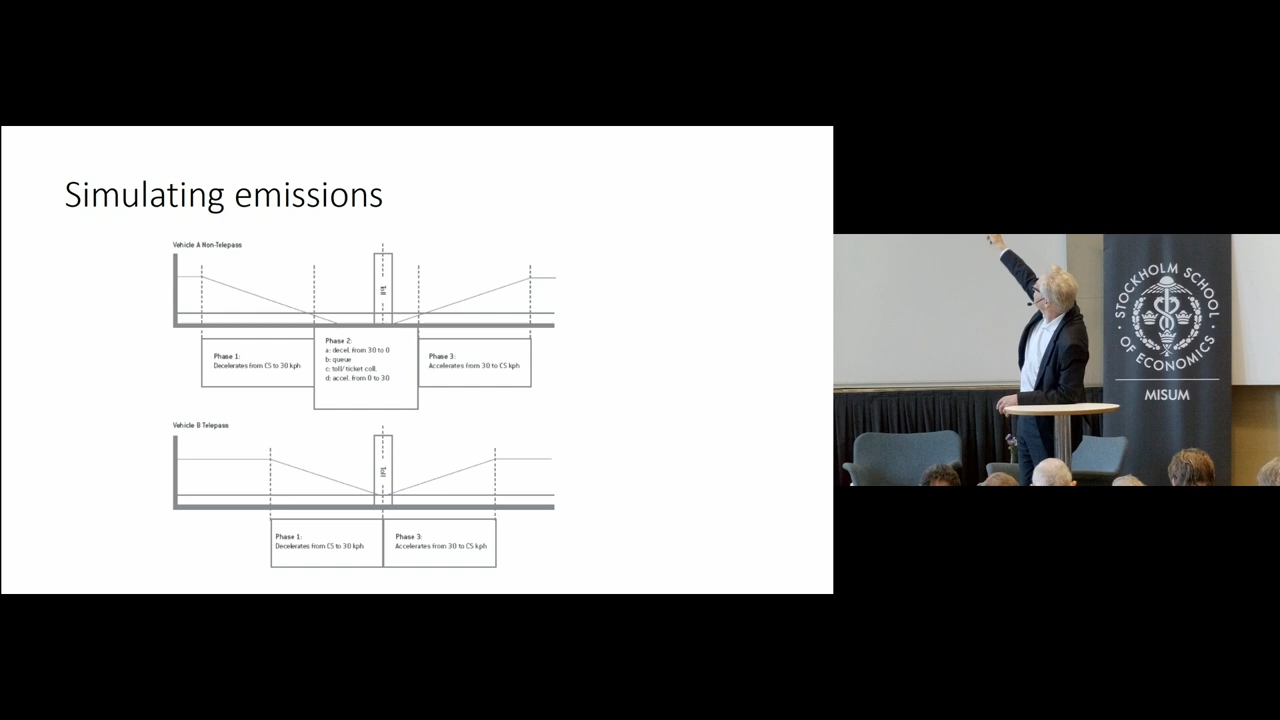 Simulating emissions
Vehicle A Non-Telepass
Toll
Phase 1:
Decelerates from CS to 30 kph
Phase 2:
a: decel. from 30 to 0
b: queue
c: toll/ ticket coll.
d: accel. from 0 to 30
Phase 3:
Accelerates from 30 to CS kph
Vehicle B Telepass
Toll
Phase 1:
Decelerates from CS to 30 kph
Phase 3:
Accelerates from 30 to CS kph
STOCKHOLM SCHOOL
· OF ECONOMICS ·
MISUM